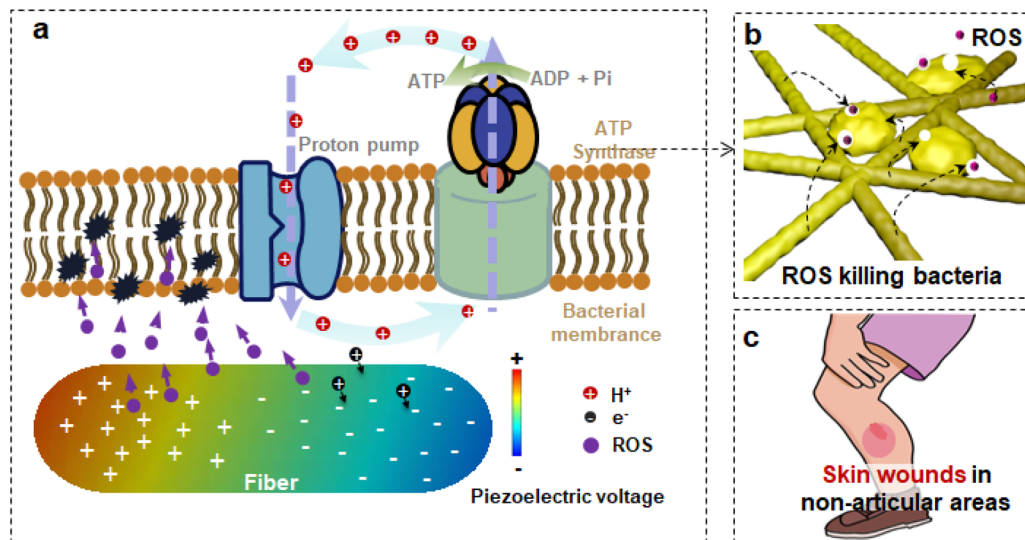 a
ATP
ADP + Pi
Proton pump
ATP
Synthase
Bacterial
membrance
Fiber
+
-
Piezoelectric voltage
H⁺
e⁻
ROS
b
ROS
ROS killing bacteria
c
Skin wounds in
non-articular areas